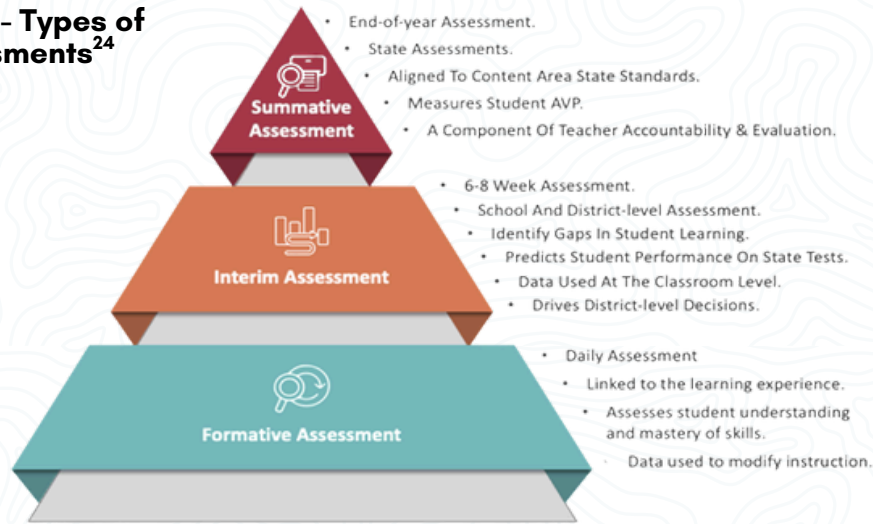 – Types of
sments24
• End-of-year Assessment.
• State Assessments.
• Aligned To Content Area State Standards.
• Measures Student AVP.
• A Component Of Teacher Accountability & Evaluation.
Summative
Assessment
• 6-8 Week Assessment.
• School And District-level Assessment.
• Identify Gaps In Student Learning.
• Predicts Student Performance On State Tests.
• Data Used At The Classroom Level.
• Drives District-level Decisions.
Interim Assessment
• Daily Assessment
• Linked to the learning experience.
• Assesses student understanding
and mastery of skills.
· Data used to modify instruction.
Formative Assessment